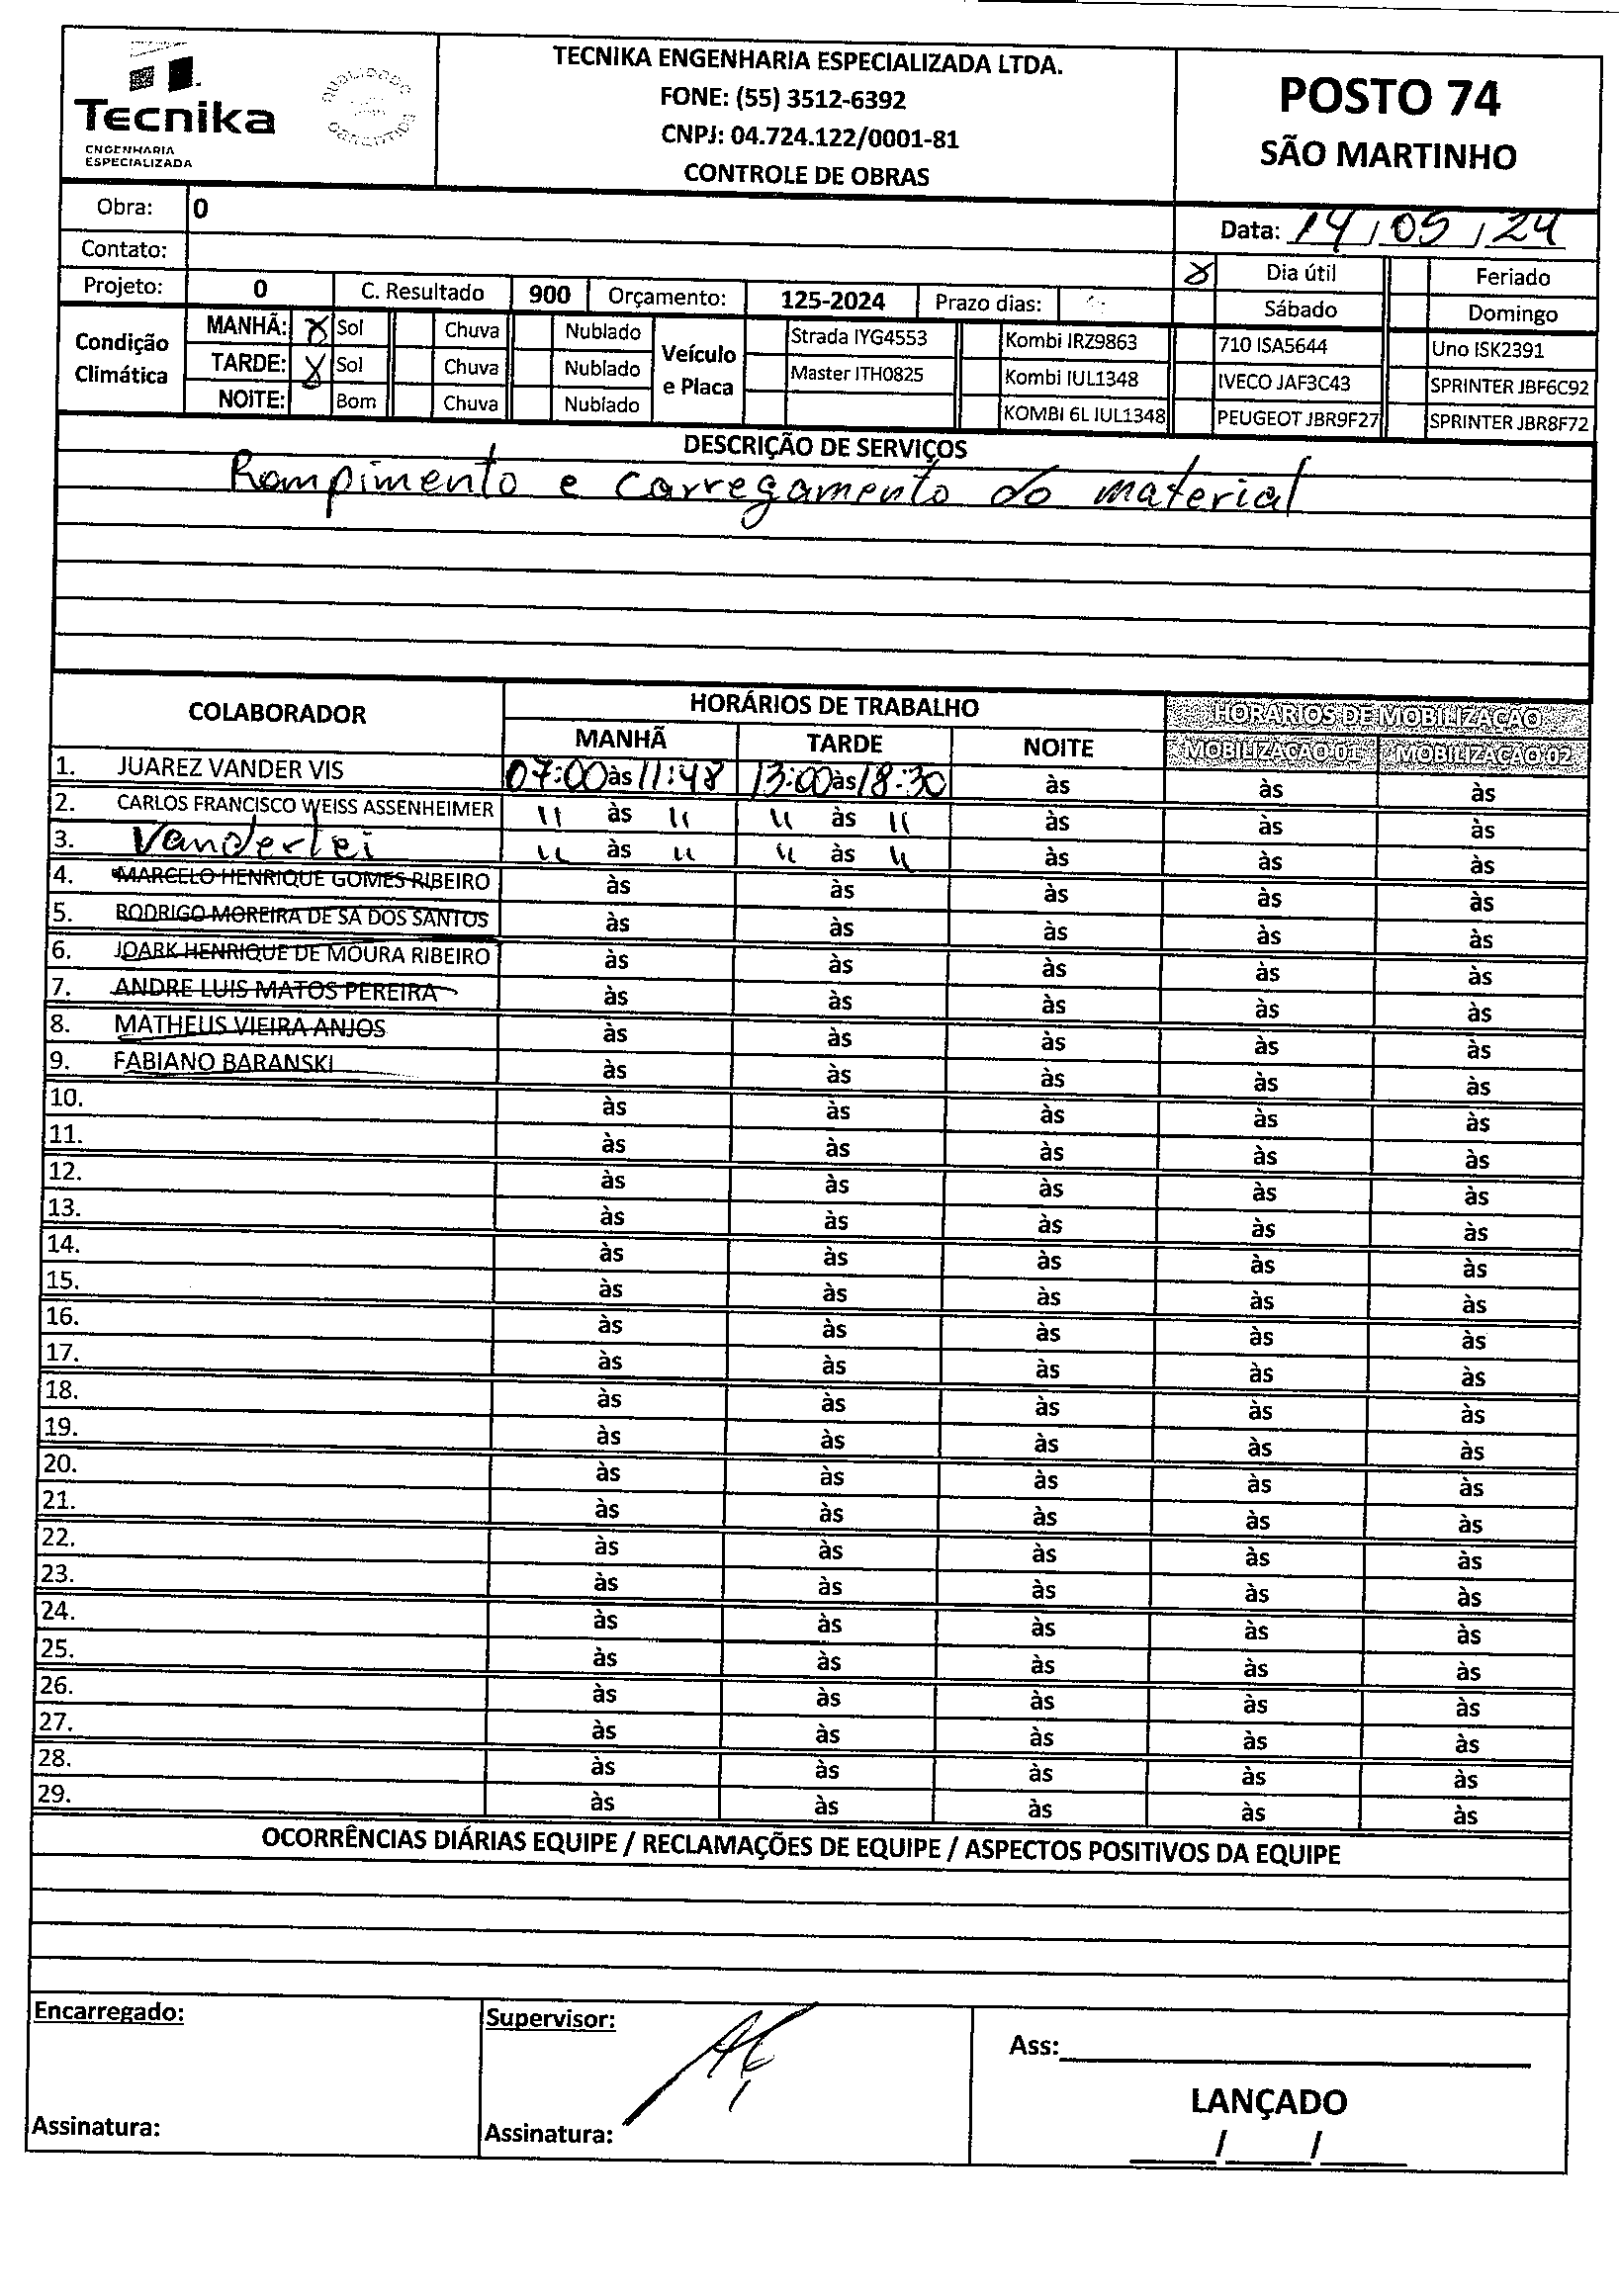 Tecnika
ENGENHARIA
ESPECIALIZADA
QUALIDADE
GARANTIDA
TECNIKA ENGENHARIA ESPECIALIZADA LTDA.
FONE: (55) 3512-6392
CNPJ: 04.724.122/0001-81
CONTROLE DE OBRAS
POSTO 74
SÃO MARTINHO
Obra: 0
Data: 14/05/24
Contato:
X Dia útil Feriado
Projeto: 0 C. Resultado 900 Orçamento: 125-2024 Prazo dias:
Sábado Domingo
Condição Climática
MANHÃ: X Sol Chuva Nublado
TARDE: X Sol Chuva Nublado
NOITE: Bom Chuva Nublado
Veículo e Placa
Strada IYG4553 Kombi IRZ9863 710 ISA5644 Uno ISK2391
Master ITH0825 Kombi IUL1348 IVECO JAF3C43 SPRINTER JBF6C92
KOMBI 6L IUL1348 PEUGEOT JBR9F27 SPRINTER JBR8F72
DESCRIÇÃO DE SERVIÇOS
Rompimento e carregamento do material
COLABORADOR HORÁRIOS DE TRABALHO HORÁRIOS DE MOBILIZACAO
MANHÃ TARDE NOITE MOBILIZACAO 01 MOBILIZACAO 02
1. JUAREZ VANDER VIS 07:00 às 11:48 13:00 às 18:30 às às às
2. CARLOS FRANCISCO WEISS ASSENHEIMER " às " " às " às às às
3. Vanderlei " às " " às " às às às
4. MARCELO HENRIQUE GOMES RIBEIRO às às às às às
5. RODRIGO MOREIRA DE SÁ DOS SANTOS às às às às às
6. JOARK HENRIQUE DE MOURA RIBEIRO às às às às às
7. ANDRE LUIS MATOS PEREIRA às às às às às
8. MATHEUS VIEIRA ANJOS às às às às às
9. FABIANO BARANSKI às às às às às
10. às às às às às
11. às às às às às
12. às às às às às
13. às às às às às
14. às às às às às
15. às às às às às
16. às às às às às
17. às às às às às
18. às às às às às
19. às às às às às
20. às às às às às
21. às às às às às
22. às às às às às
23. às às às às às
24. às às às às às
25. às às às às às
26. às às às às às
27. às às às às às
28. às às às às às
29. às às às às às
OCORRÊNCIAS DIÁRIAS EQUIPE / RECLAMAÇÕES DE EQUIPE / ASPECTOS POSITIVOS DA EQUIPE
Encarregado: Supervisor:
Ass:
LANÇADO
Assinatura: Assinatura:
/ /